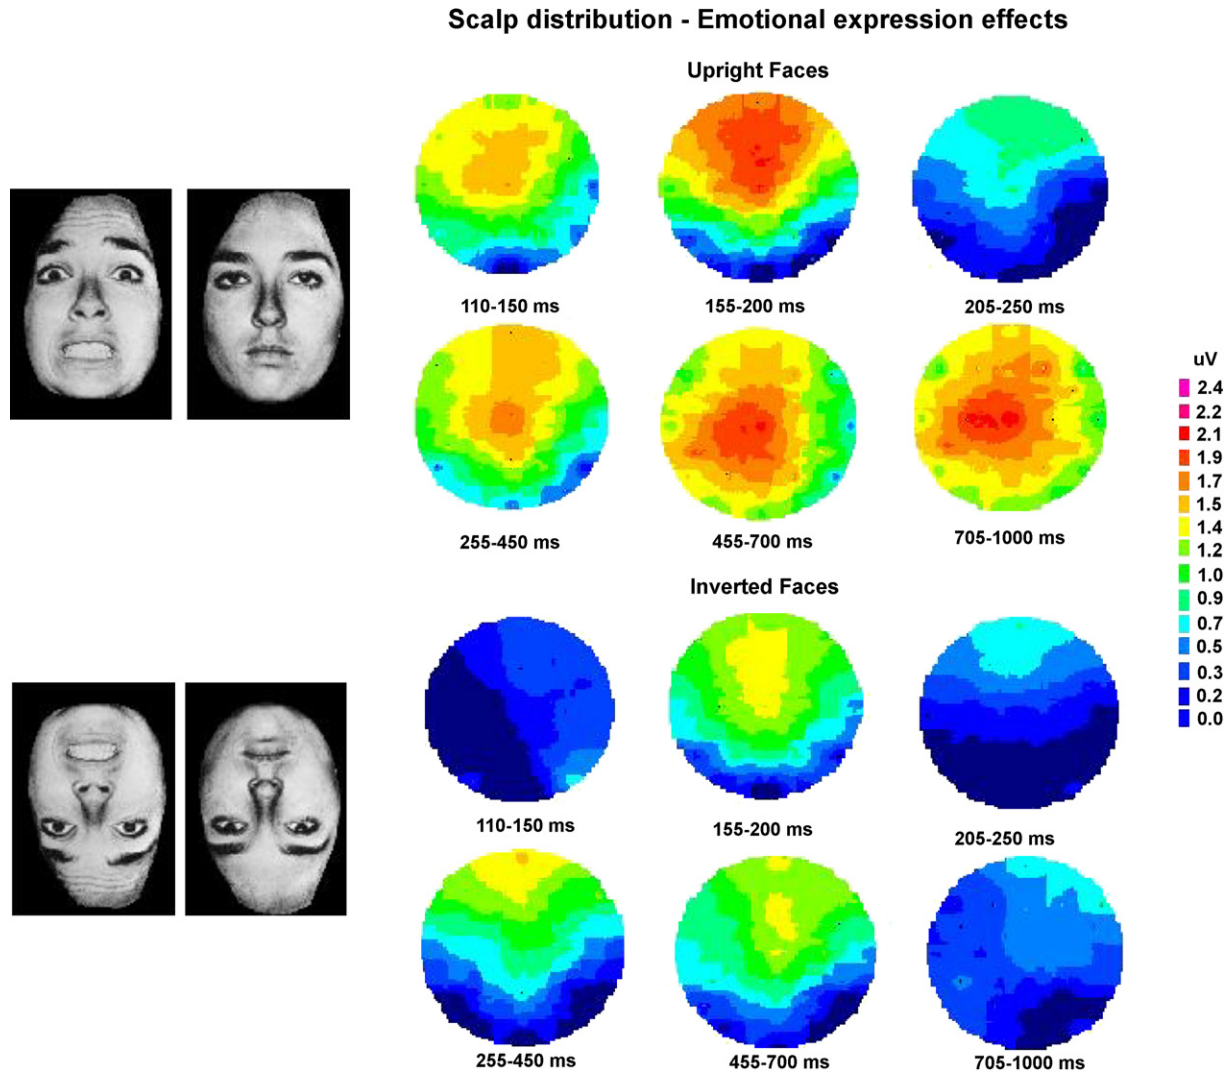 Scalp distribution - Emotional expression effects
Upright Faces
110-150 ms
155-200 ms
205-250 ms
255-450 ms
455-700 ms
705-1000 ms
uV
2.4
2.2
2.1
1.9
1.7
1.5
1.4
1.2
1.0
0.9
0.7
0.5
0.3
0.2
0.0
Inverted Faces
110-150 ms
155-200 ms
205-250 ms
255-450 ms
455-700 ms
705-1000 ms